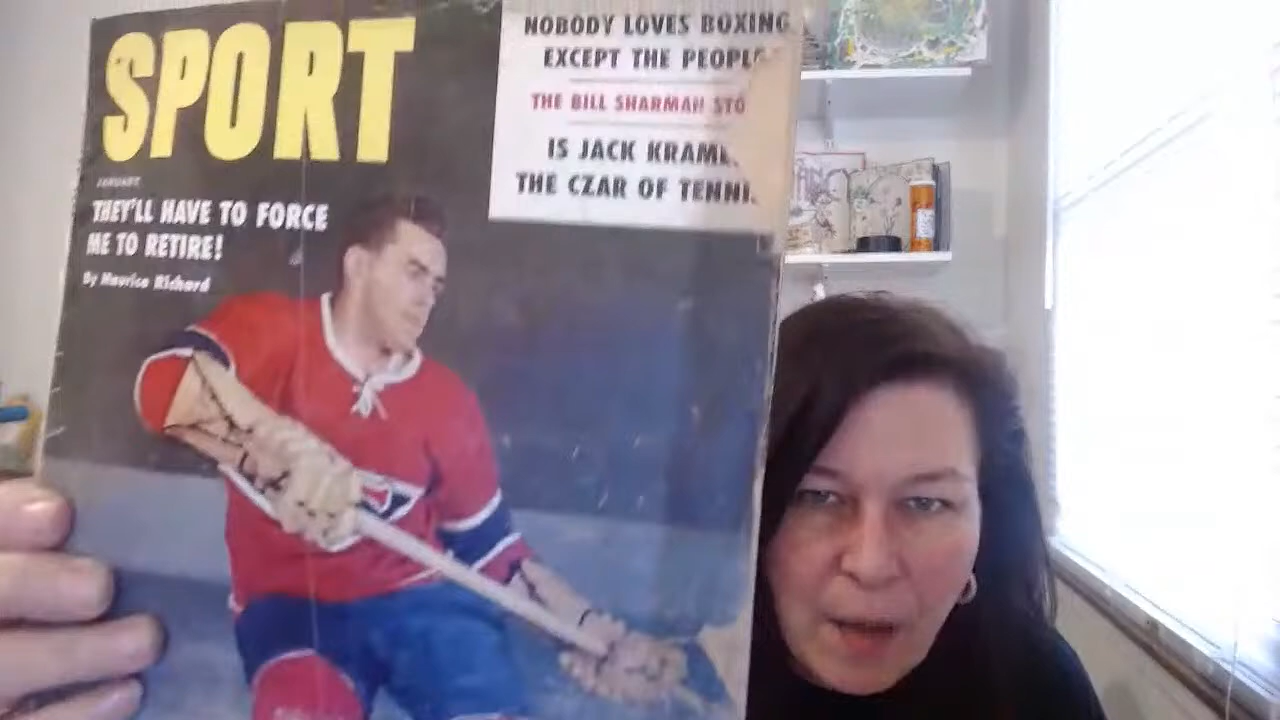 SPORT
JANUARY
THEY'LL HAVE TO FORCE
ME TO RETIRE!
By Maurice Richard
NOBODY LOVES BOXING
EXCEPT THE PEOPLE
THE BILL SHARMAN STO
IS JACK KRAME
THE CZAR OF TENNI